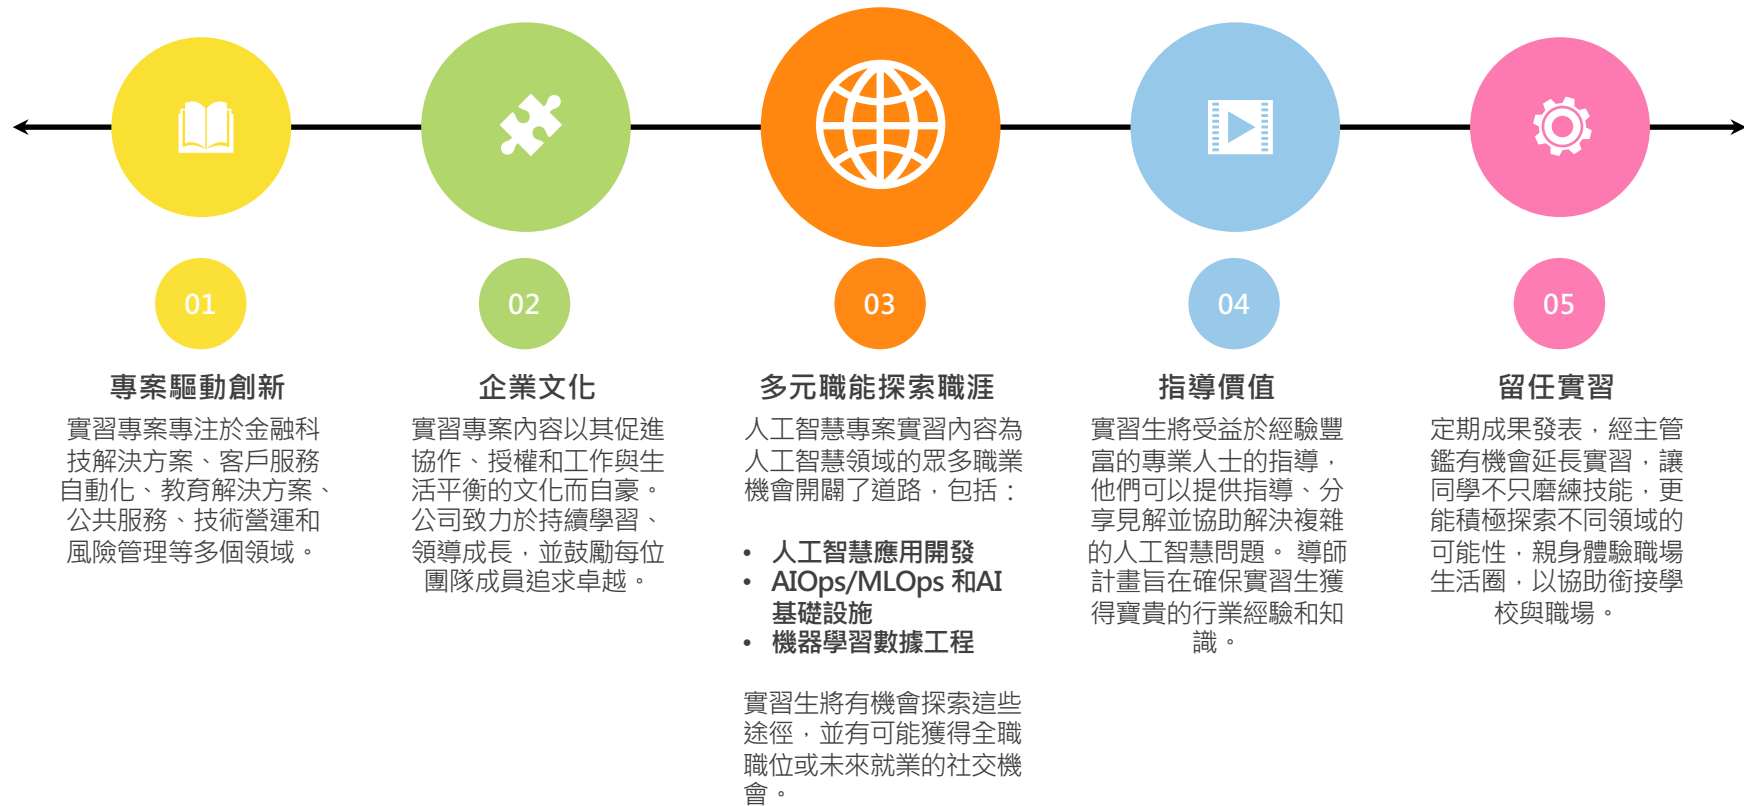 01
專案驅動創新
實習專案專注於金融科
技解決方案、客戶服務
自動化、教育解決方案、
公共服務、技術營運和
風險管理等多個領域。
02
企業文化
實習專案內容以其促進
協作、授權和工作與生
活平衡的文化而自豪。
公司致力於持續學習、
領導成長，並鼓勵每位
團隊成員追求卓越。
03
多元職能探索職涯
人工智慧專案實習內容為
人工智慧領域的眾多職業
機會開闢了道路，包括：
• 人工智慧應用開發
• AIOps/MLOps 和AI
基礎設施
• 機器學習數據工程
實習生將有機會探索這些
途徑，並有可能獲得全職
職位或未來就業的社交機
會。
04
指導價值
實習生將受益於經驗豐
富的專業人士的指導，
他們可以提供指導、分
享見解並協助解決複雜
的人工智慧問題。 導師
計畫旨在確保實習生獲
得寶貴的行業經驗和知
識。
05
留任實習
定期成果發表，經主管
鑑有機會延長實習，讓
同學不只磨練技能，更
能積極探索不同領域的
可能性，親身體驗職場
生活圈，以協助銜接學
校與職場。